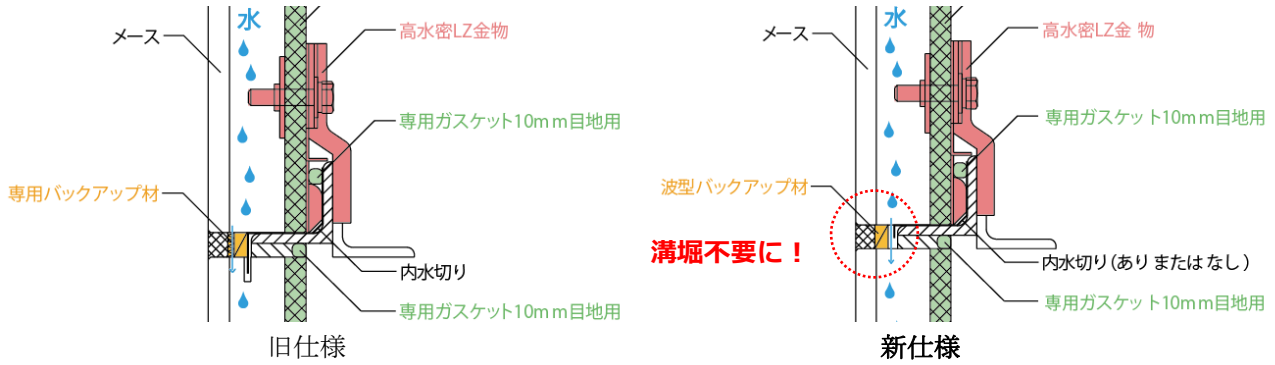 水
メース
高水密LZ金物
専用ガスケット10mm目地用
専用バックアップ材
内水切り
専用ガスケット10mm目地用
旧仕様
水
メース
高水密LZ金 物
専用ガスケット10mm目地用
波型バックアップ材
溝堀不要に！
内水切り(あり または なし)
専用ガスケット10mm目地用
新仕様